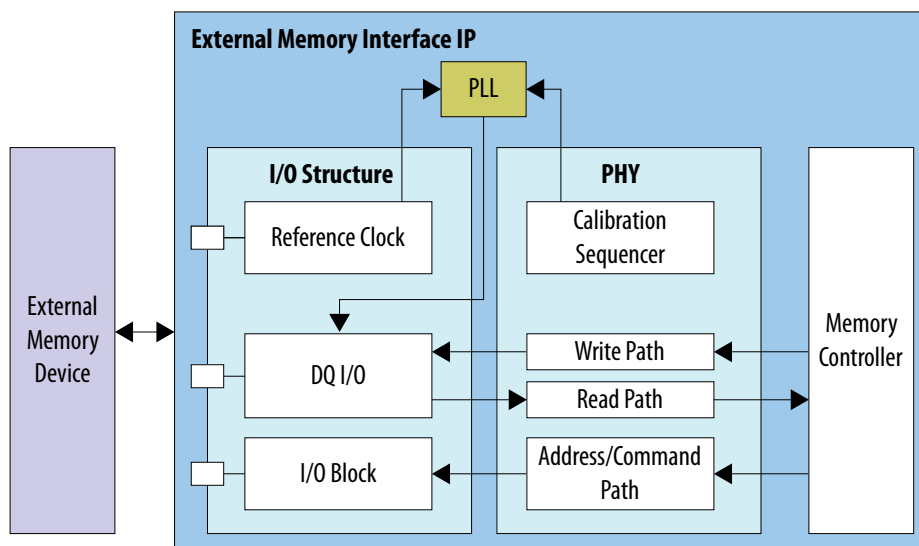 External Memory Interface IP
PLL
I/O Structure
PHY
Reference Clock
Calibration
Sequencer
External
Memory
Device
DQ I/O
Write Path
Read Path
Memory
Controller
I/O Block
Address/Command
Path